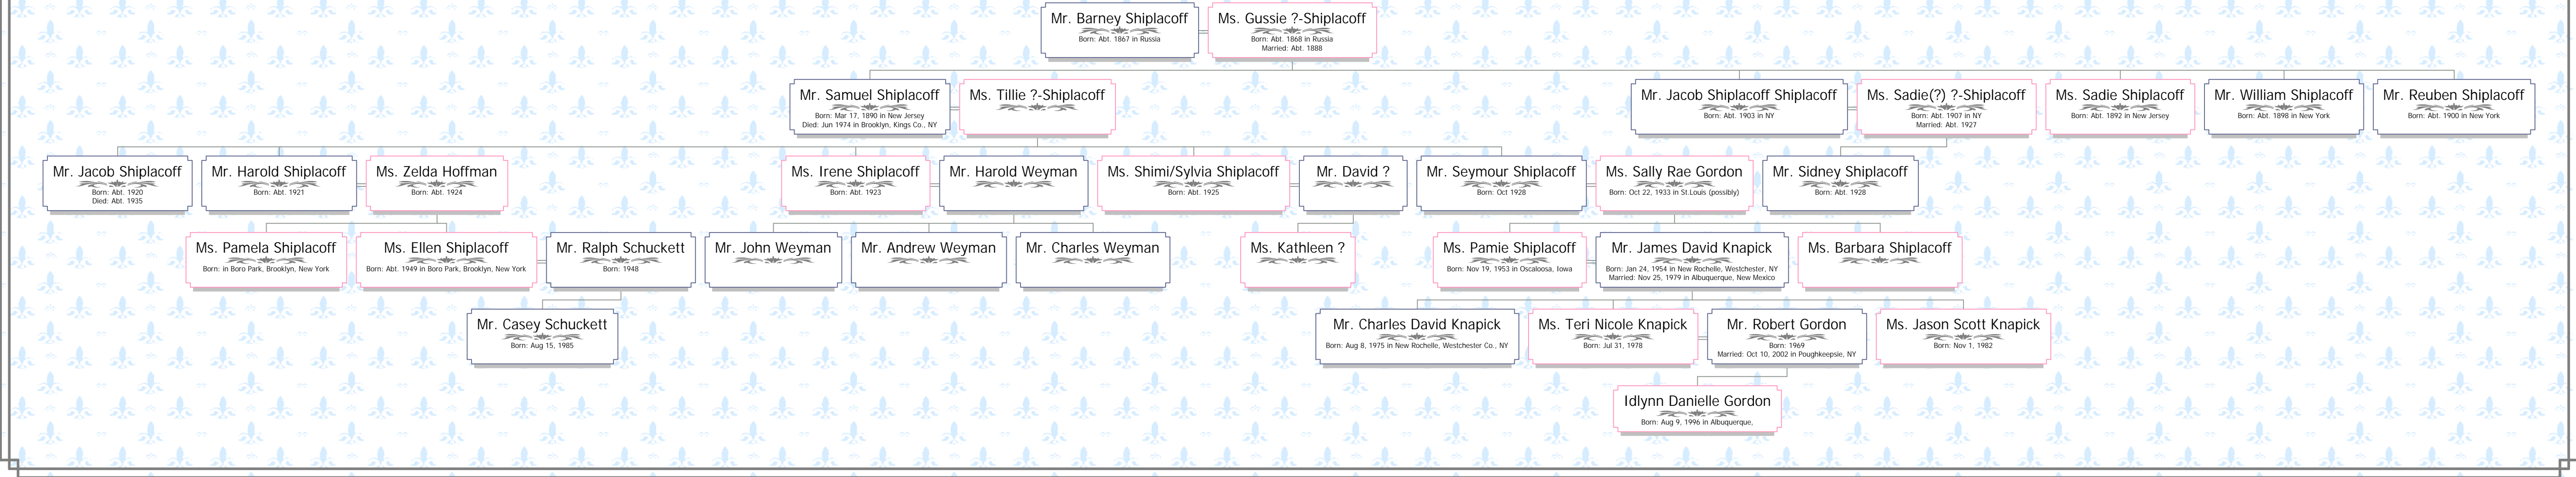 Mr. Barney Shiplacoff
Born: Abt. 1867 in Russia
Ms. Gussie ?-Shiplacoff
Born: Abt. 1868 in Russia
Married: Abt. 1888
Mr. Samuel Shiplacoff
Born: Mar 17, 1890 in New Jersey
Died: Jun 1974 in Brooklyn, Kings Co., NY
Ms. Tillie ?-Shiplacoff
Mr. Jacob Shiplacoff Shiplacoff
Born: Abt. 1903 in NY
Ms. Sadie(?) ?-Shiplacoff
Born: Abt. 1907 in NY
Married: Abt. 1927
Ms. Sadie Shiplacoff
Born: Abt. 1892 in New Jersey
Mr. William Shiplacoff
Born: Abt. 1898 in New York
Mr. Reuben Shiplacoff
Born: Abt. 1900 in New York
Mr. Jacob Shiplacoff
Born: Abt. 1920
Died: Abt. 1935
Mr. Harold Shiplacoff
Born: Abt. 1921
Ms. Zelda Hoffman
Born: Abt. 1924
Ms. Irene Shiplacoff
Born: Abt. 1923
Mr. Harold Weyman
Ms. Shimi/Sylvia Shiplacoff
Born: Abt. 1925
Mr. David ?
Mr. Seymour Shiplacoff
Born: Oct 1928
Ms. Sally Rae Gordon
Born: Oct 22, 1933 in St.Louis (possibly)
Mr. Sidney Shiplacoff
Born: Abt. 1928
Ms. Pamela Shiplacoff
Born: in Boro Park, Brooklyn, New York
Ms. Ellen Shiplacoff
Born: Abt. 1949 in Boro Park, Brooklyn, New York
Mr. Ralph Schuckett
Born: 1948
Mr. John Weyman
Mr. Andrew Weyman
Mr. Charles Weyman
Ms. Kathleen ?
Ms. Pamie Shiplacoff
Born: Nov 19, 1953 in Oscaloosa, Iowa
Mr. James David Knapick
Born: Jan 24, 1954 in New Rochelle, Westchester, NY
Married: Nov 25, 1979 in Albuquerque, New Mexico
Ms. Barbara Shiplacoff
Mr. Casey Schuckett
Born: Aug 15, 1985
Mr. Charles David Knapick
Born: Aug 8, 1975 in New Rochelle, Westchester Co., NY
Ms. Teri Nicole Knapick
Born: Jul 31, 1978
Mr. Robert Gordon
Born: 1969
Married: Oct 10, 2002 in Poughkeepsie, NY
Ms. Jason Scott Knapick
Born: Nov 1, 1982
Idlynn Danielle Gordon
Born: Aug 9, 1996 in Albuquerque,